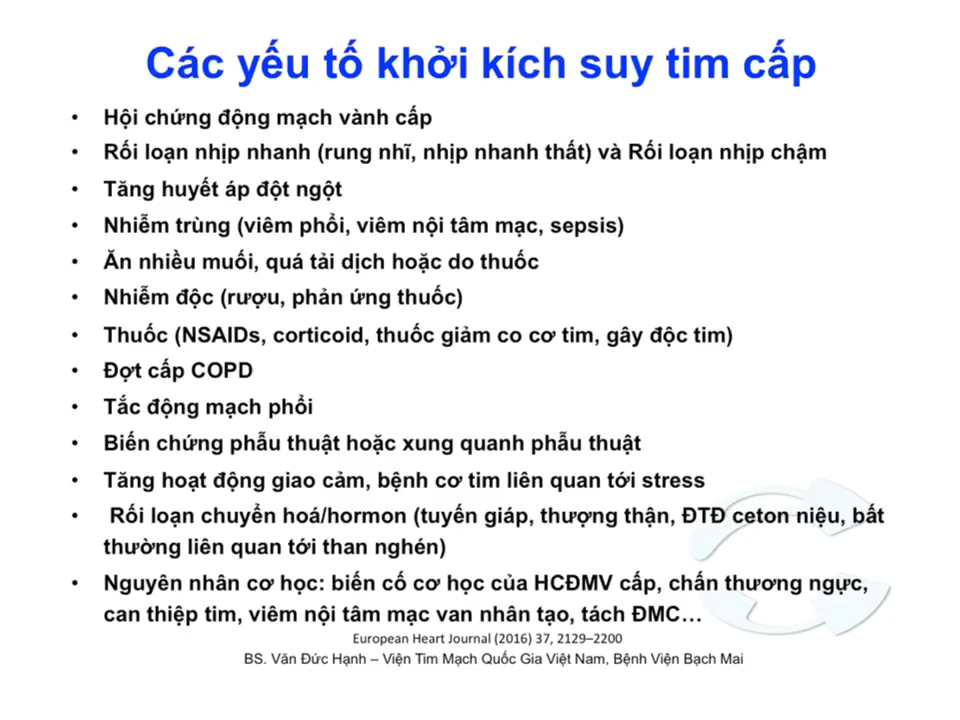 Các yếu tố khởi kích suy tim cấp
• Hội chứng động mạch vành cấp
• Rối loạn nhịp nhanh (rung nhĩ, nhịp nhanh thất) và Rối loạn nhịp chậm
• Tăng huyết áp đột ngột
• Nhiễm trùng (viêm phổi, viêm nội tâm mạc, sepsis)
• Ăn nhiều muối, quá tải dịch hoặc do thuốc
• Nhiễm độc (rượu, phản ứng thuốc)
• Thuốc (NSAIDs, corticoid, thuốc giảm co cơ tim, gây độc tim)
• Đợt cấp COPD
• Tắc động mạch phổi
• Biến chứng phẫu thuật hoặc xung quanh phẫu thuật
• Tăng hoạt động giao cảm, bệnh cơ tim liên quan tới stress
• Rối loạn chuyển hoá/hormon (tuyến giáp, thượng thận, ĐTĐ ceton niệu, bất
thường liên quan tới than nghén)
• Nguyên nhân cơ học: biến cố cơ học của HCĐMV cấp, chấn thương ngực,
can thiệp tim, viêm nội tâm mạc van nhân tạo, tách ĐMC…
European Heart Journal (2016) 37, 2129–2200
BS. Văn Đức Hạnh – Viện Tim Mạch Quốc Gia Việt Nam, Bệnh Viện Bạch Mai